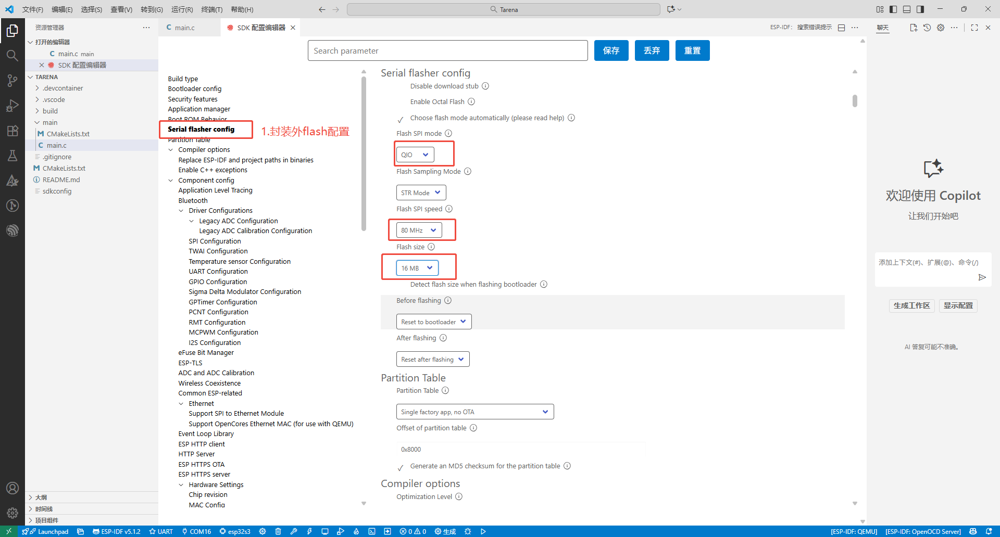 文件(F) 编辑(E) 选择(S) 查看(V) 转到(G) 运行(R) 终端(T) 帮助(H)
Tarena
资源管理器
打开的编辑器
C main.c main
SDK 配置编辑器
TARENA
.devcontainer
.vscode
build
main
M CMakeLists.txt
C main.c
.gitignore
M CMakeLists.txt
README.md
sdkconfig
大纲
时间线
项目组件
C main.c
SDK 配置编辑器
ESP-IDF: 搜索错误提示
Search parameter
保存 丢弃 重置
Build type
Bootloader config
Security features
Application manager
Boot ROM Behavior
Serial flasher config
1.封装外flash配置
Partition Table
Compiler options
Replace ESP-IDF and project paths in binaries
Enable C++ exceptions
Component config
Application Level Tracing
Bluetooth
Driver Configurations
Legacy ADC Configuration
Legacy ADC Calibration Configuration
SPI Configuration
TWAI Configuration
Temperature sensor Configuration
UART Configuration
GPIO Configuration
Sigma Delta Modulator Configuration
GPTimer Configuration
PCNT Configuration
RMT Configuration
MCPWM Configuration
I2S Configuration
eFuse Bit Manager
ESP-TLS
ADC and ADC Calibration
Wireless Coexistence
Common ESP-related
Ethernet
Support SPI to Ethernet Module
Support OpenCores Ethernet MAC (for use with QEMU)
Event Loop Library
ESP HTTP client
HTTP Server
ESP HTTPS OTA
ESP HTTPS server
Hardware Settings
Chip revision
MAC Config
Serial flasher config
Disable download stub
Enable Octal Flash
Choose flash mode automatically (please read help)
Flash SPI mode
QIO
Flash Sampling Mode
STR Mode
Flash SPI speed
80 MHz
Flash size
16 MB
Detect flash size when flashing bootloader
Before flashing
Reset to bootloader
After flashing
Reset after flashing
Partition Table
Partition Table
Single factory app, no OTA
Offset of partition table
0x8000
Generate an MD5 checksum for the partition table
Compiler options
Optimization Level
聊天
欢迎使用 Copilot
让我们开始吧
添加上下文(#)、扩展(@)、命令(/)
生成工作区 显示配置
AI 答复可能不准确。
Launchpad ESP-IDF v5.1.2 UART COM16 esp32s3 0 0 生成 [ESP-IDF: QEMU] [ESP-IDF: OpenOCD Server]